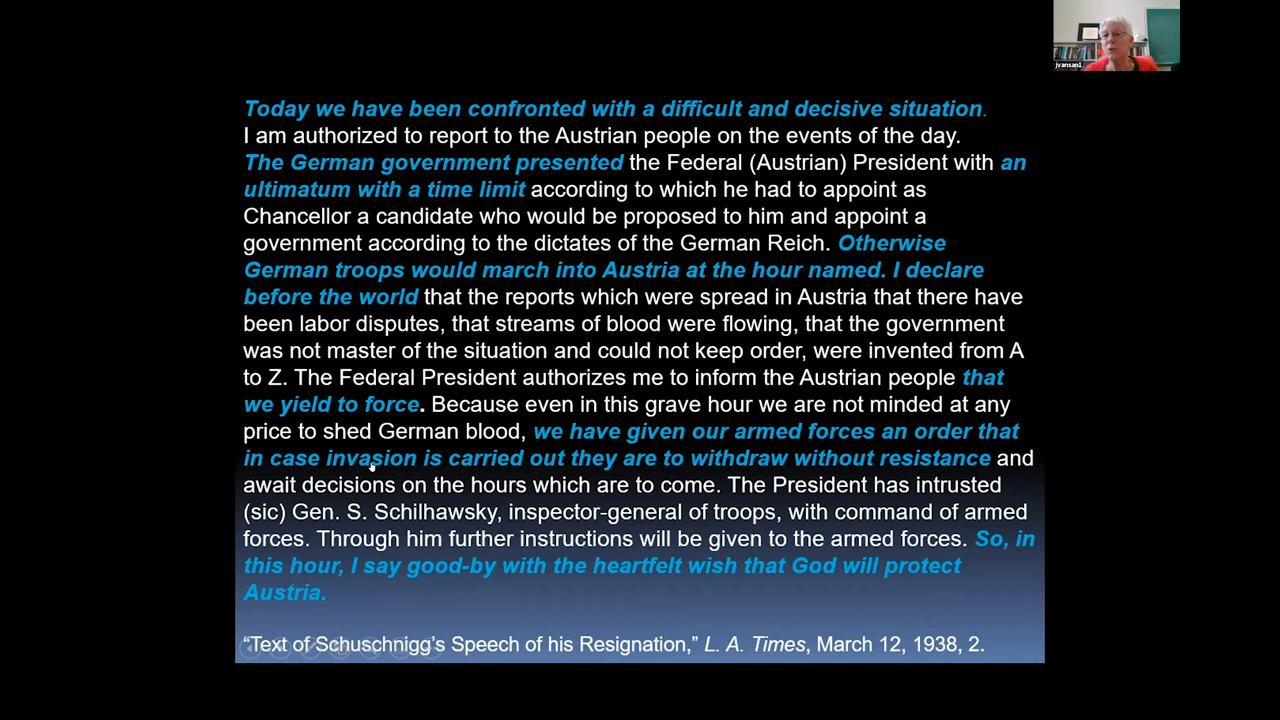 jvansan1
Today we have been confronted with a difficult and decisive situation.
I am authorized to report to the Austrian people on the events of the day.
The German government presented the Federal (Austrian) President with an
ultimatum with a time limit according to which he had to appoint as
Chancellor a candidate who would be proposed to him and appoint a
government according to the dictates of the German Reich. Otherwise
German troops would march into Austria at the hour named. I declare
before the world that the reports which were spread in Austria that there have
been labor disputes, that streams of blood were flowing, that the government
was not master of the situation and could not keep order, were invented from A
to Z. The Federal President authorizes me to inform the Austrian people that
we yield to force. Because even in this grave hour we are not minded at any
price to shed German blood, we have given our armed forces an order that
in case invasion is carried out they are to withdraw without resistance and
await decisions on the hours which are to come. The President has intrusted
(sic) Gen. S. Schilhawsky, inspector-general of troops, with command of armed
forces. Through him further instructions will be given to the armed forces. So, in
this hour, I say good-by with the heartfelt wish that God will protect
Austria.
“Text of Schuschnigg’s Speech of his Resignation,” L. A. Times, March 12, 1938, 2.